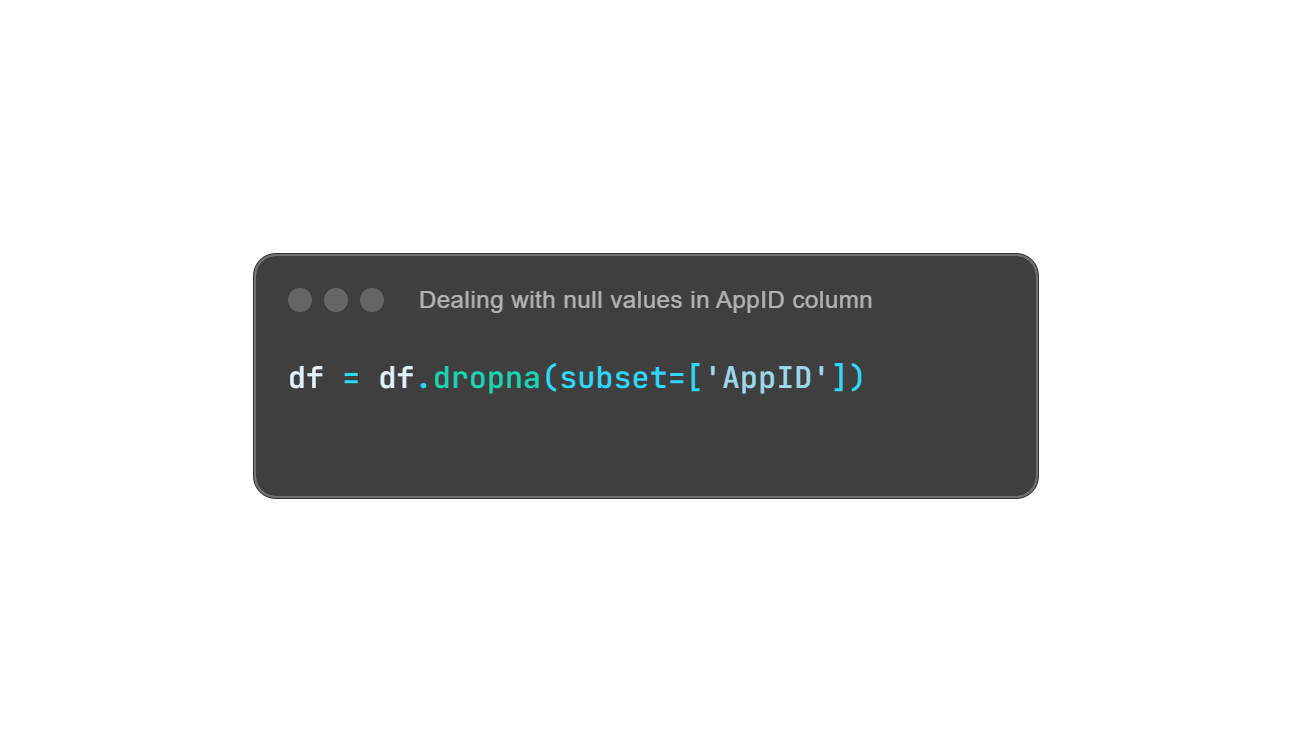 Dealing with null values in AppID column
df = df.dropna(subset=['AppID'])